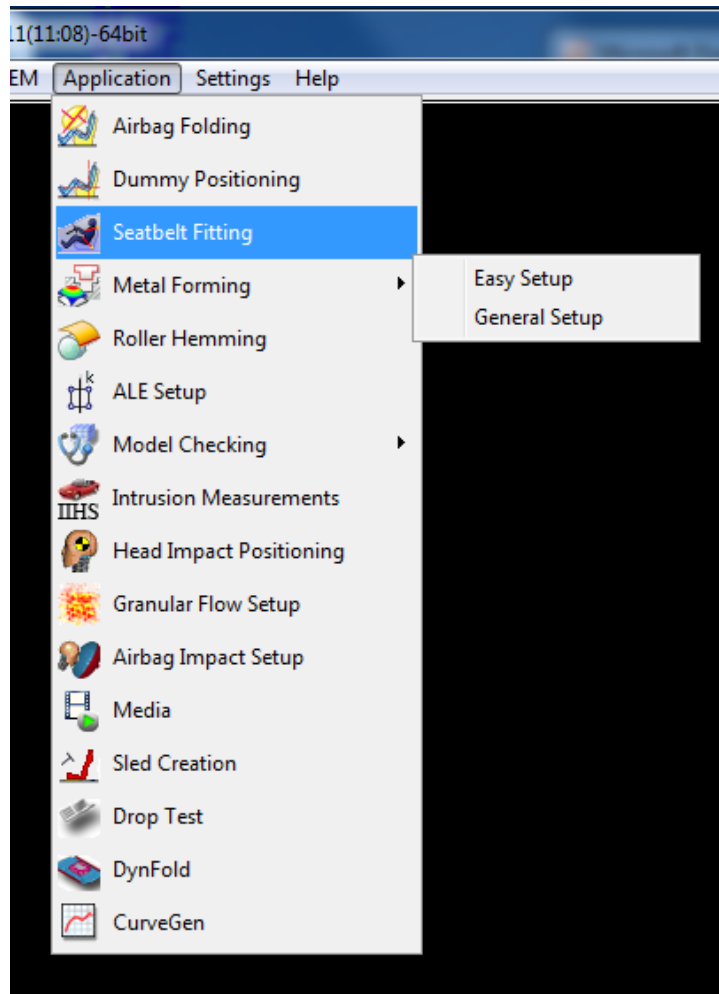 11(11:08)-64bit
EM Application Settings Help
Airbag Folding
Dummy Positioning
Seatbelt Fitting
Metal Forming
Easy Setup
General Setup
Roller Hemming
k
ALE Setup
Model Checking
IIHS
Intrusion Measurements
Head Impact Positioning
Granular Flow Setup
Airbag Impact Setup
Media
Sled Creation
Drop Test
DynFold
CurveGen